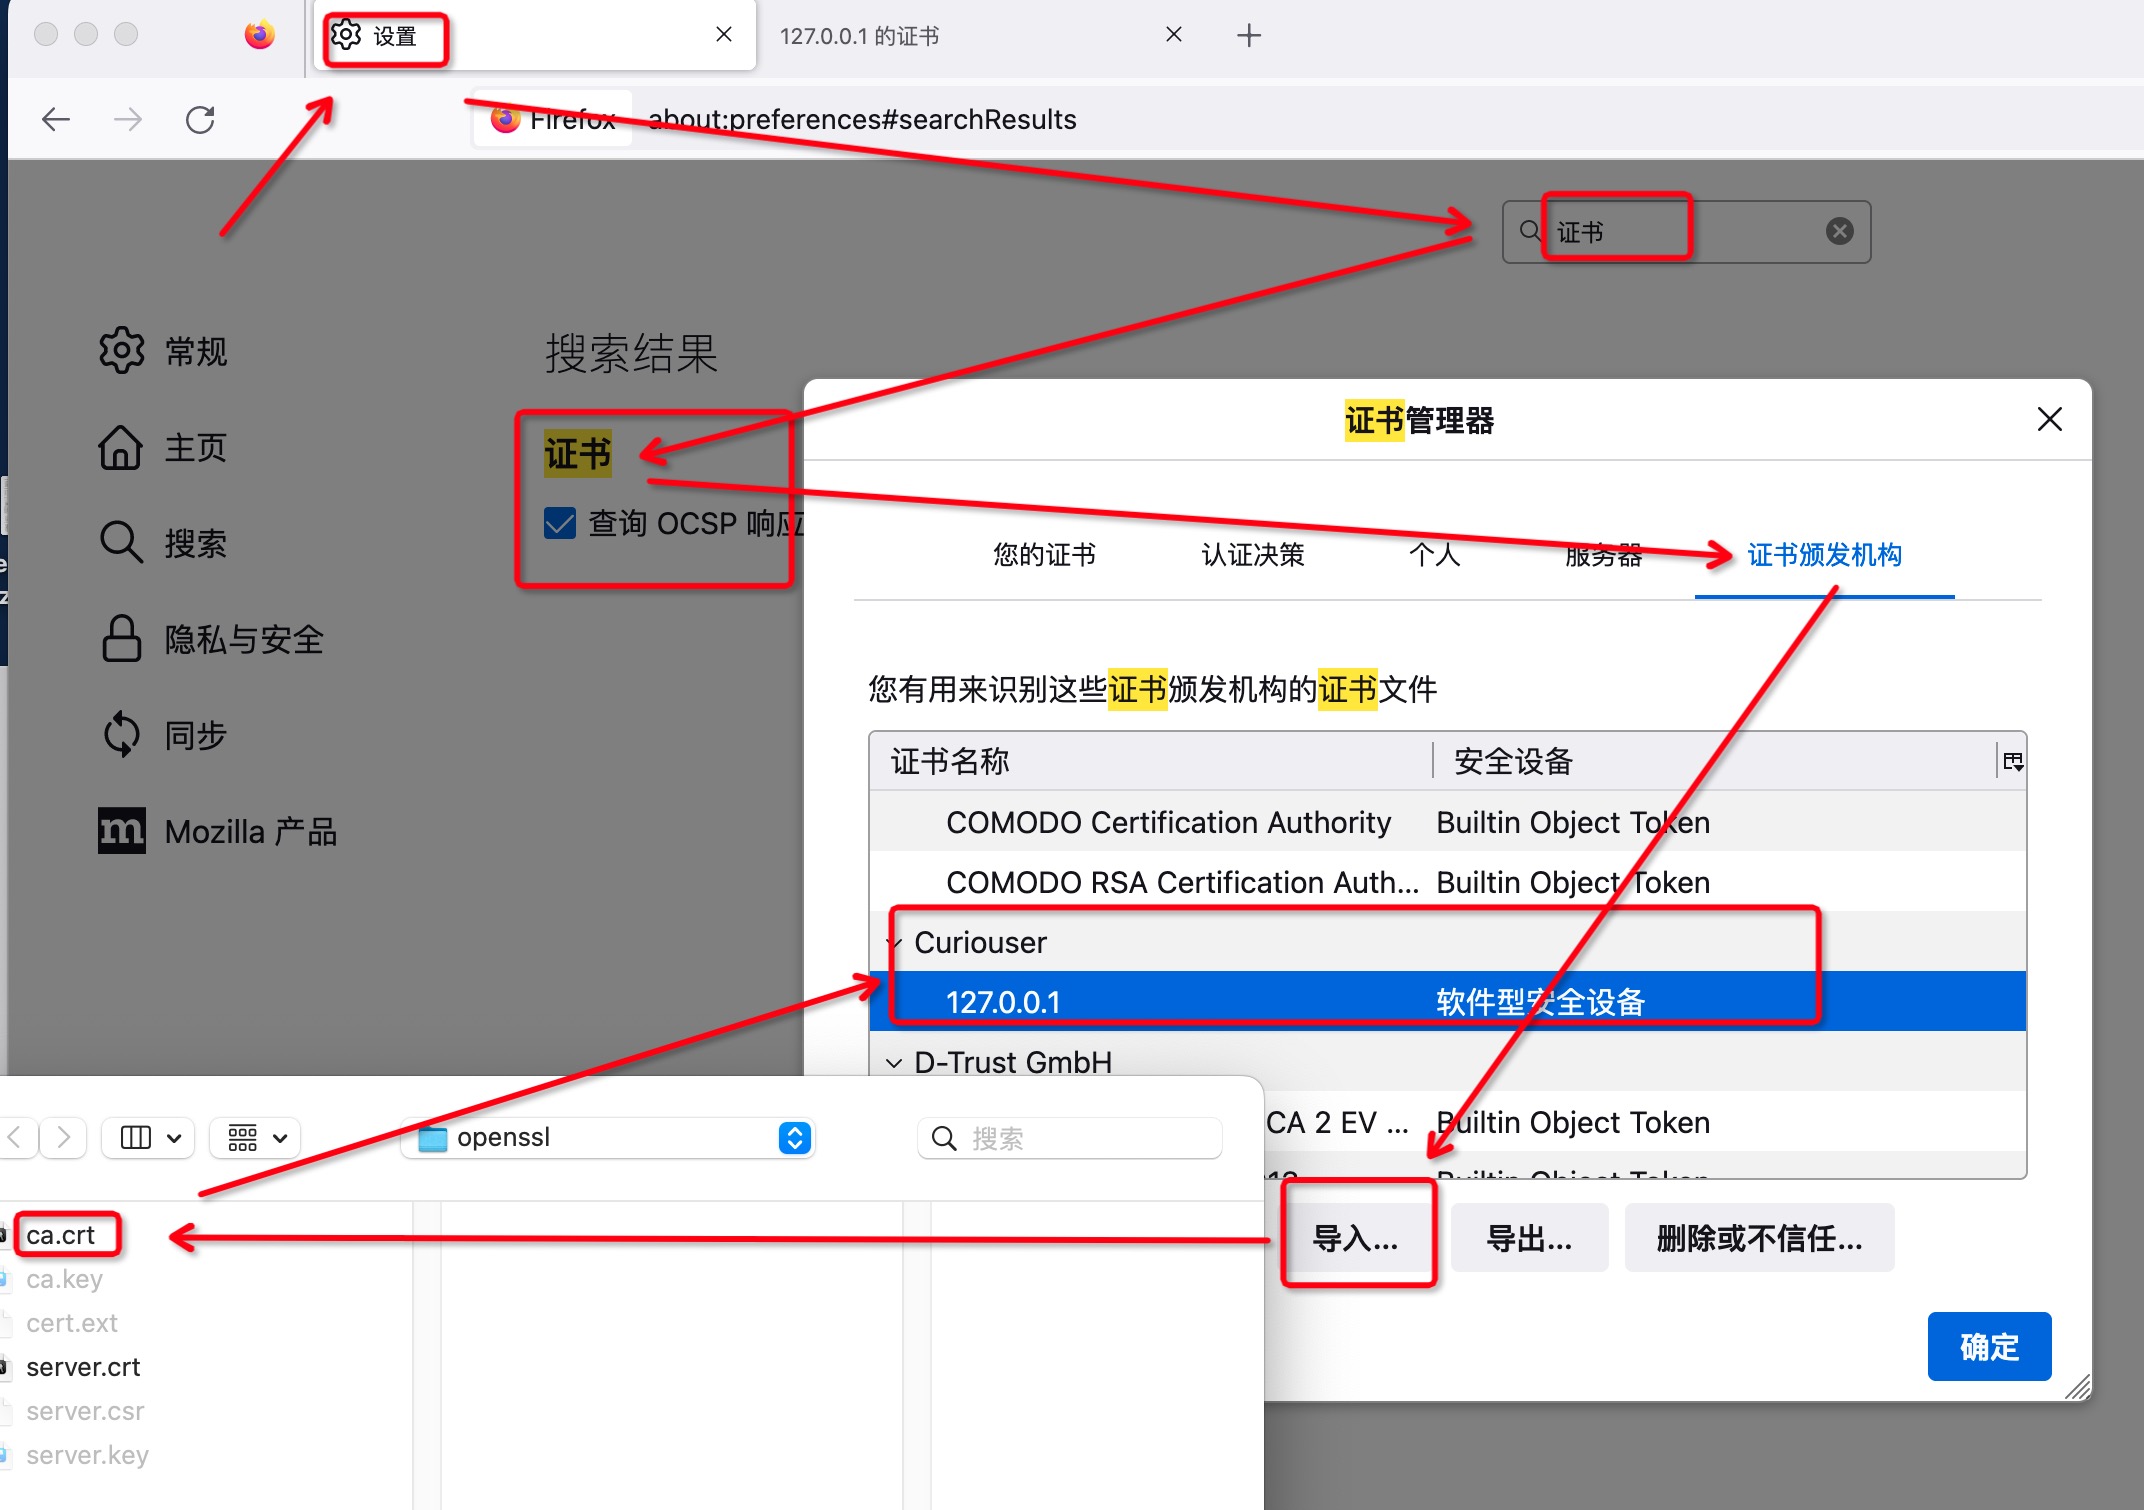 设置
127.0.0.1 的证书
Firefox about:preferences#searchResults
证书
常规
主页
搜索
隐私与安全
同步
Mozilla 产品
搜索结果
证书
查询 OCSP 响应
证书管理器
您的证书 认证决策 个人 服务器 证书颁发机构
您有用来识别这些证书颁发机构的证书文件
证书名称 安全设备
COMODO Certification Authority Builtin Object Token
COMODO RSA Certification Auth... Builtin Object Token
Curiouser
127.0.0.1 软件型安全设备
D-Trust GmbH
CA 2 EV ... Builtin Object Token
Builtin Object Token
导入... 导出... 删除或不信任...
确定
openssl
搜索
ca.crt
ca.key
cert.ext
server.crt
server.csr
server.key